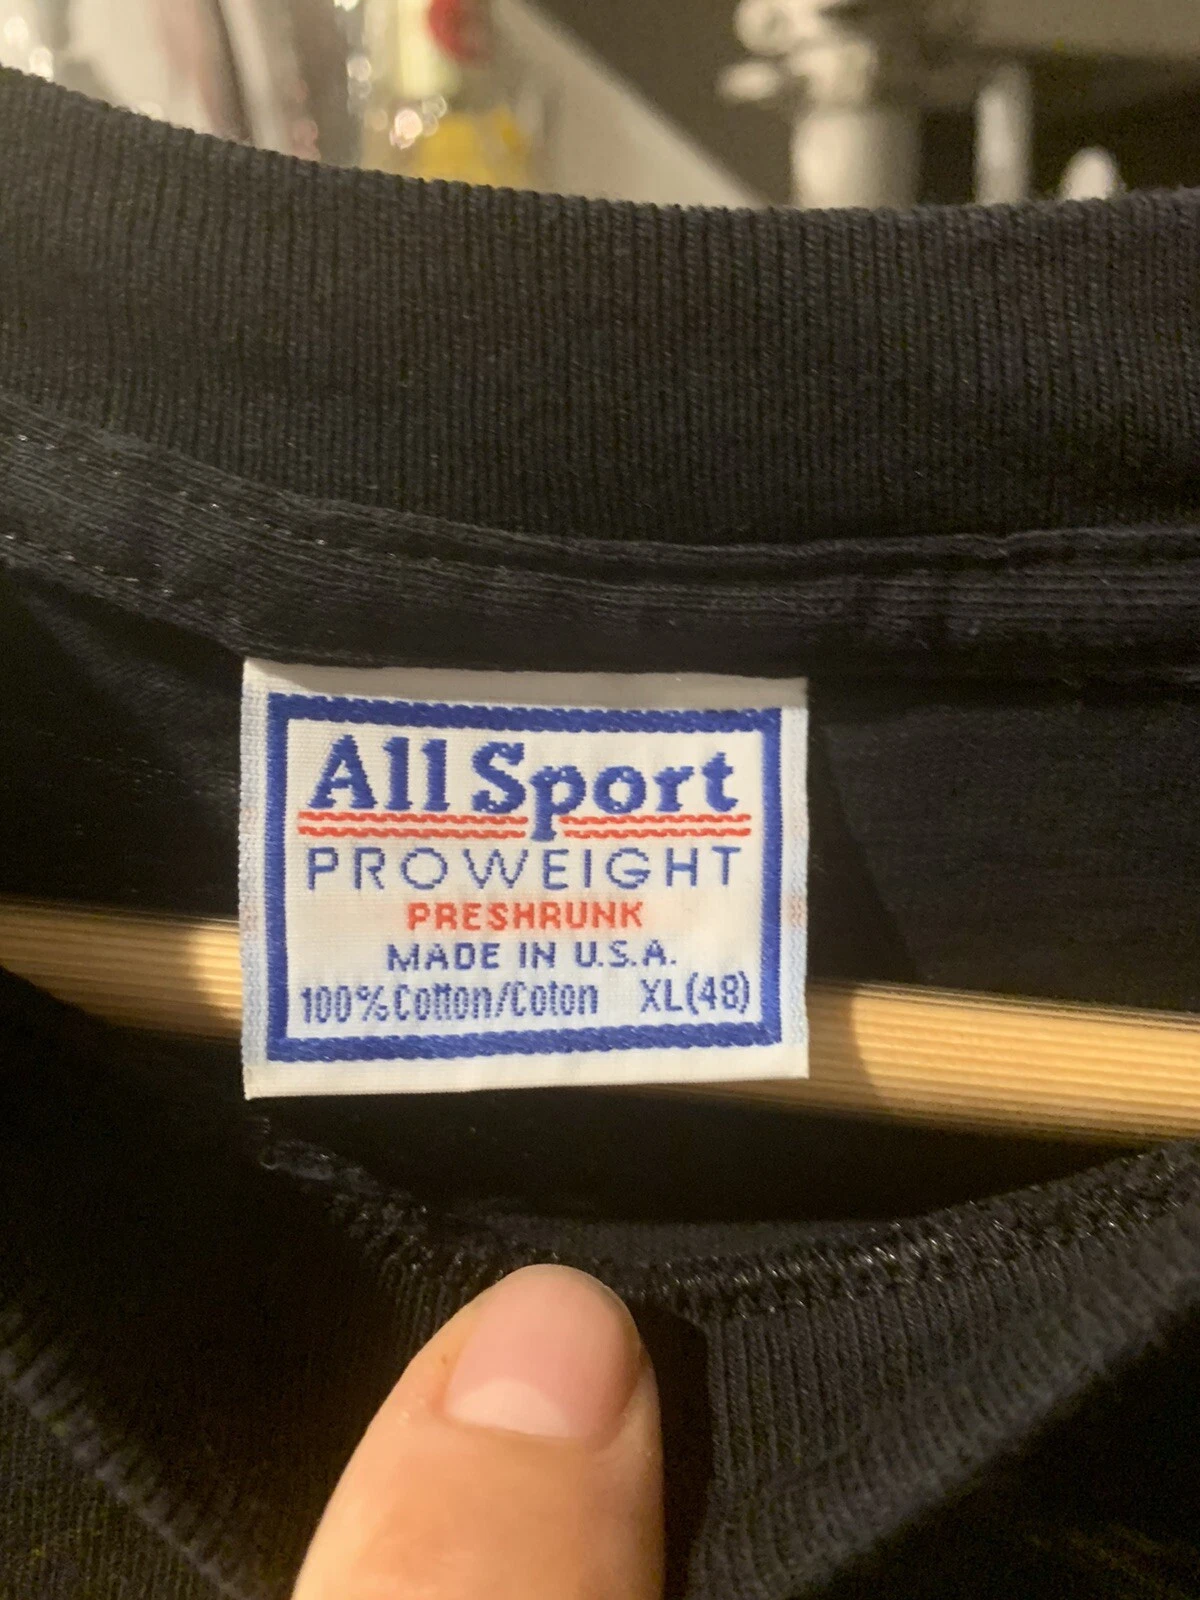 All Sport
PROWEIGHT
PRESHRUNK
MADE IN U.S.A.
100% Cotton/Coton XL(48)